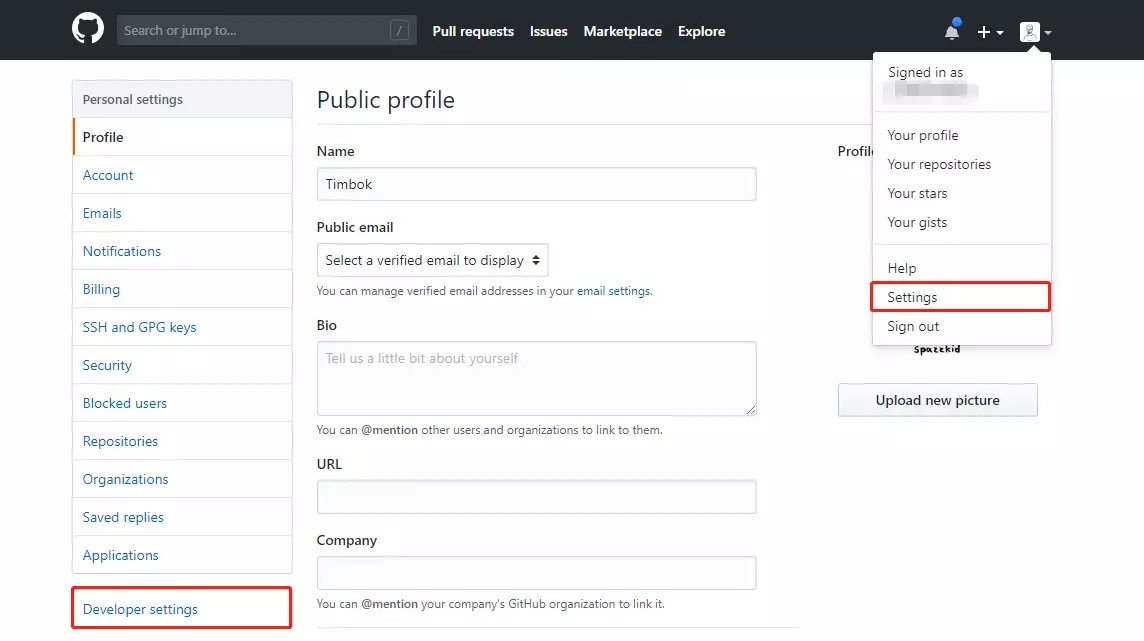 Search or jump to...
/
Pull requests
Issues
Marketplace
Explore
Signed in as
Your profile
Your repositories
Your stars
Your gists
Help
Settings
Sign out
Personal settings
Profile
Account
Emails
Notifications
Billing
SSH and GPG keys
Security
Blocked users
Repositories
Organizations
Saved replies
Applications
Developer settings
Public profile
Name
Timbok
Public email
Select a verified email to display
You can manage verified email addresses in your email settings.
Bio
Tell us a little bit about yourself
You can @mention other users and organizations to link to them.
URL
Company
You can @mention your company's GitHub organization to link it.
Profile
Spazzkid
Upload new picture